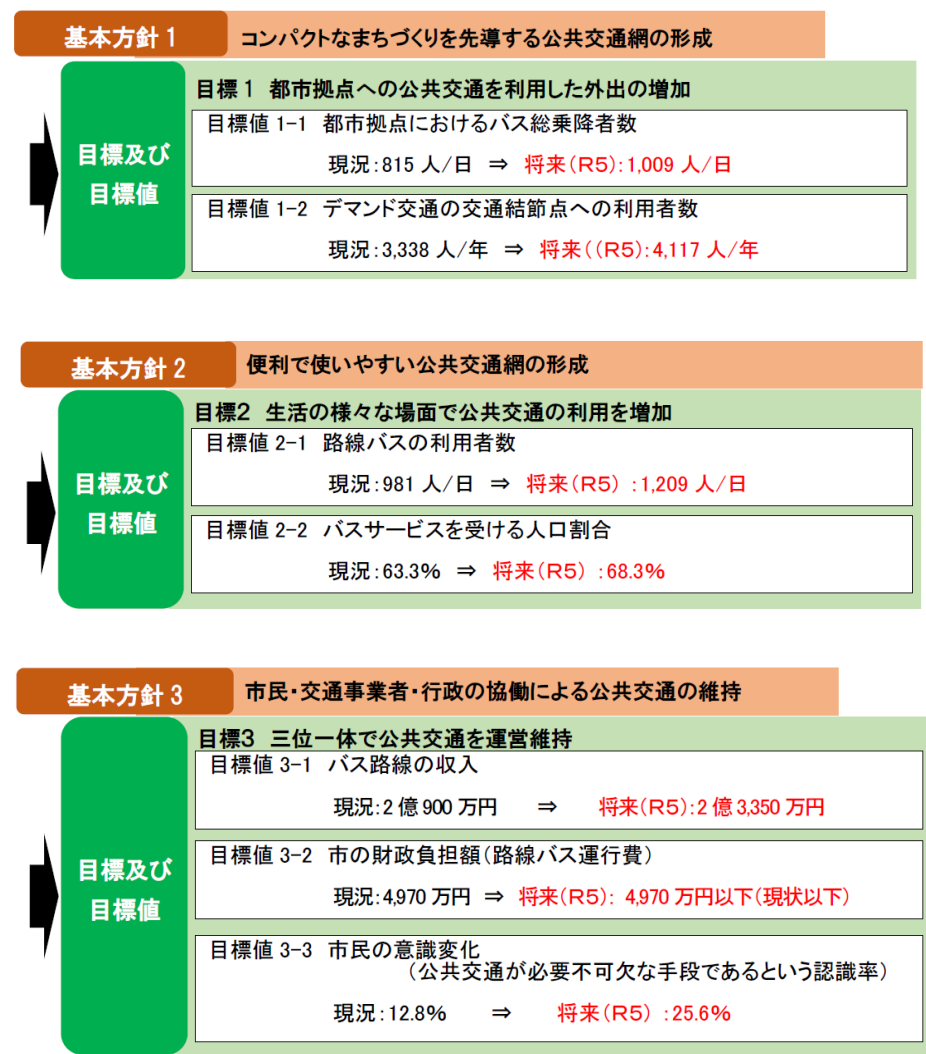 基本方針 1 コンパクトなまちづくりを先導する公共交通網の形成
目標及び
目標値
目標 1 都市拠点への公共交通を利用した外出の増加
目標値 1-1 都市拠点におけるバス総乗降者数
現況:815 人/日 ⇒ 将来(R5):1,009 人/日
目標値 1-2 デマンド交通の交通結節点への利用者数
現況:3,338 人/年 ⇒ 将来((R5):4,117 人/年
基本方針 2 便利で使いやすい公共交通網の形成
目標及び
目標値
目標2 生活の様々な場面で公共交通の利用を増加
目標値 2-1 路線バスの利用者数
現況:981 人/日 ⇒ 将来(R5) :1,209 人/日
目標値 2-2 バスサービスを受ける人口割合
現況:63.3% ⇒ 将来(R5) :68.3%
基本方針 3 市民・交通事業者・行政の協働による公共交通の維持
目標及び
目標値
目標3 三位一体で公共交通を運営維持
目標値 3-1 バス路線の収入
現況:2 億 900 万円 ⇒ 将来(R5):2 億 3,350 万円
目標値 3-2 市の財政負担額(路線バス運行費)
現況:4,970 万円 ⇒ 将来(R5): 4,970 万円以下(現状以下)
目標値 3-3 市民の意識変化
(公共交通が必要不可欠な手段であるという認識率)
現況:12.8% ⇒ 将来(R5) :25.6%